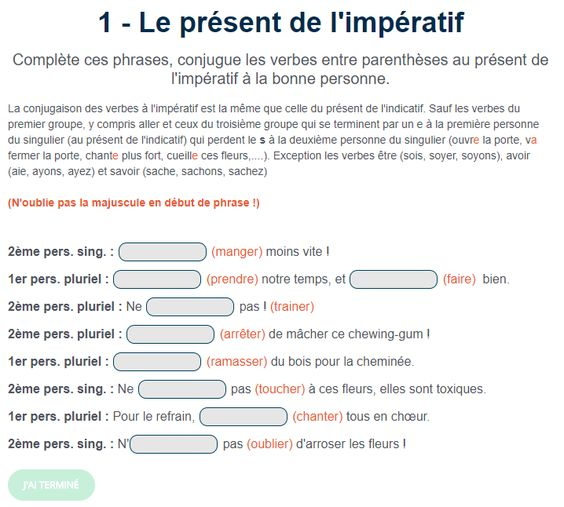 1 - Le présent de l'impératif
Complète ces phrases, conjugue les verbes entre parenthèses au présent de
l'impératif à la bonne personne.
La conjugaison des verbes à l'impératif est la même que celle du présent de l'indicatif. Sauf les verbes du
premier groupe, y compris aller et ceux du troisième groupe qui se terminent par un e à la première personne
du singulier (au présent de l'indicatif) qui perdent le s à la deuxième personne du singulier (ouvre la porte, va
fermer la porte, chante plus fort, cueille ces fleurs,....). Exception les verbes être (sois, soyer, soyons), avoir
(aie, ayons, ayez) et savoir (sache, sachons, sachez)
(N'oublie pas la majuscule en début de phrase !)
2ème pers. sing. : (manger) moins vite !
1er pers. pluriel : (prendre) notre temps, et (faire) bien.
2ème pers. pluriel : Ne pas ! (trainer)
2ème pers. pluriel : (arrêter) de mâcher ce chewing-gum !
1er pers. pluriel : (ramasser) du bois pour la cheminée.
2ème pers. sing. : Ne pas (toucher) à ces fleurs, elles sont toxiques.
1er pers. pluriel : Pour le refrain, (chanter) tous en chœur.
2ème pers. sing. : N' pas (oublier) d'arroser les fleurs !
J'AI TERMINÉ